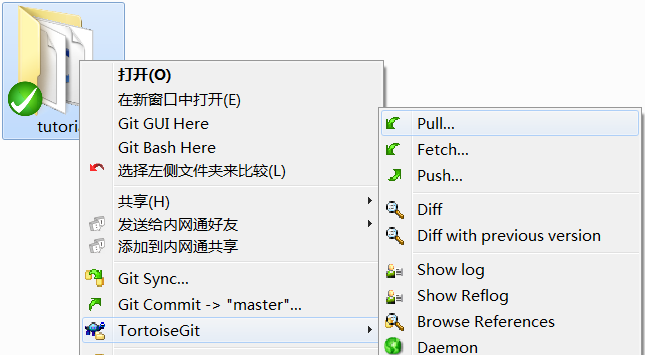 tutoria
打开(O)
在新窗口中打开(E)
Git GUI Here
Git Bash Here
选择左侧文件夹来比较(L)
共享(H)
发送给内网通好友
添加到内网通共享
Git Sync...
Git Commit -> "master"...
TortoiseGit
Pull...
Fetch...
Push...
Diff
Diff with previous version
Show log
Show Reflog
Browse References
Daemon